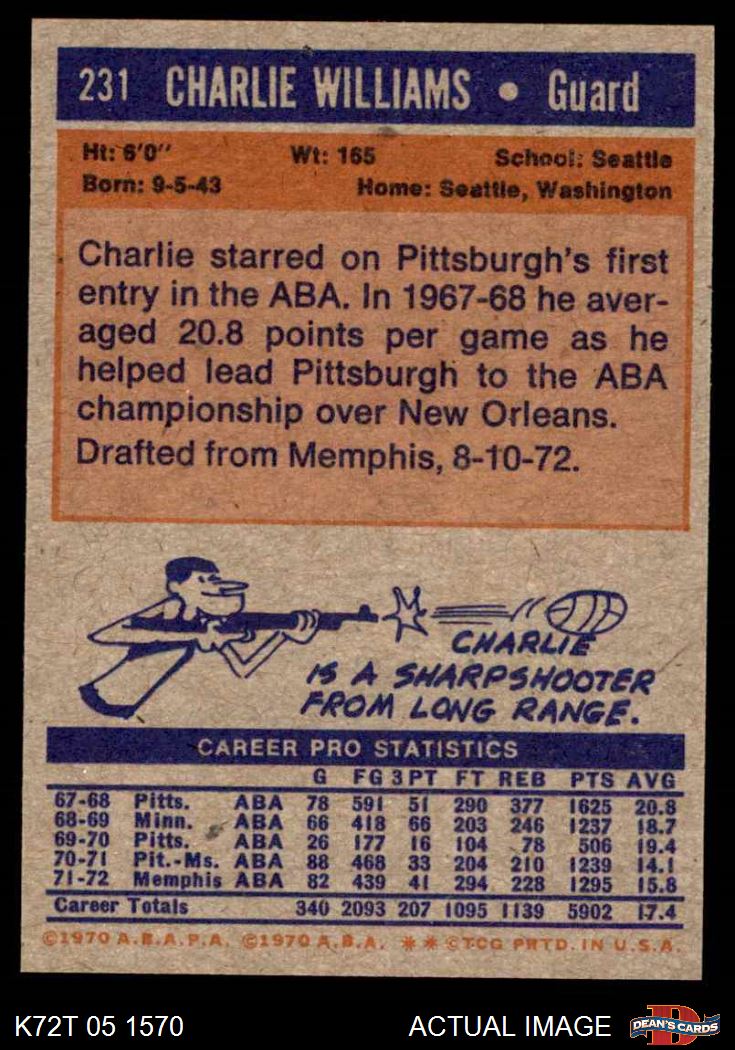 231 CHARLIE WILLIAMS • Guard
Ht: 6'0" Wt: 165 School: Seattle
Born: 9-5-43 Home: Seattle, Washington
Charlie starred on Pittsburgh's first
entry in the ABA. In 1967-68 he aver-
aged 20.8 points per game as he
helped lead Pittsburgh to the ABA
championship over New Orleans.
Drafted from Memphis, 8-10-72.
CHARLIE
IS A SHARPSHOOTER
FROM LONG RANGE.
CAREER PRO STATISTICS
G FG 3PT FT REB PTS AVG
67-68 Pitts. ABA 78 591 51 290 377 1625 20.8
68-69 Minn. ABA 66 418 66 203 246 1237 18.7
69-70 Pitts. ABA 26 177 16 104 78 506 19.4
70-71 Pit.-Ms. ABA 88 468 33 204 210 1239 14.1
71-72 Memphis ABA 82 439 41 294 228 1295 15.8
Career Totals 340 2093 207 1095 1139 5902 17.4
©1970 A.B.A.P.A. ©1970 A.B.A. ** ©TCG PRTD. IN U.S.A.
K72T 05 1570 ACTUAL IMAGE DEAN'S CARDS